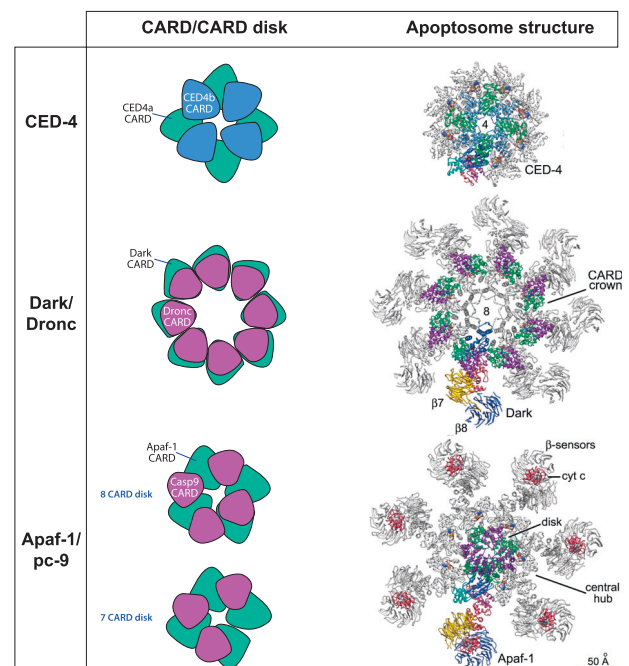 CARD/CARD disk
Apoptosome structure
CED-4
CED4a
CARD
CED4b
CARD
4
CED-4
Dark/
Dronc
Dark
CARD
Dronc
CARD
8
CARD
crown
β7
β8
Dark
Apaf-1/
pc-9
Apaf-1
CARD
Casp9
CARD
8 CARD disk
7 CARD disk
β-sensors
cyt c
disk
central
hub
Apaf-1
50 Å